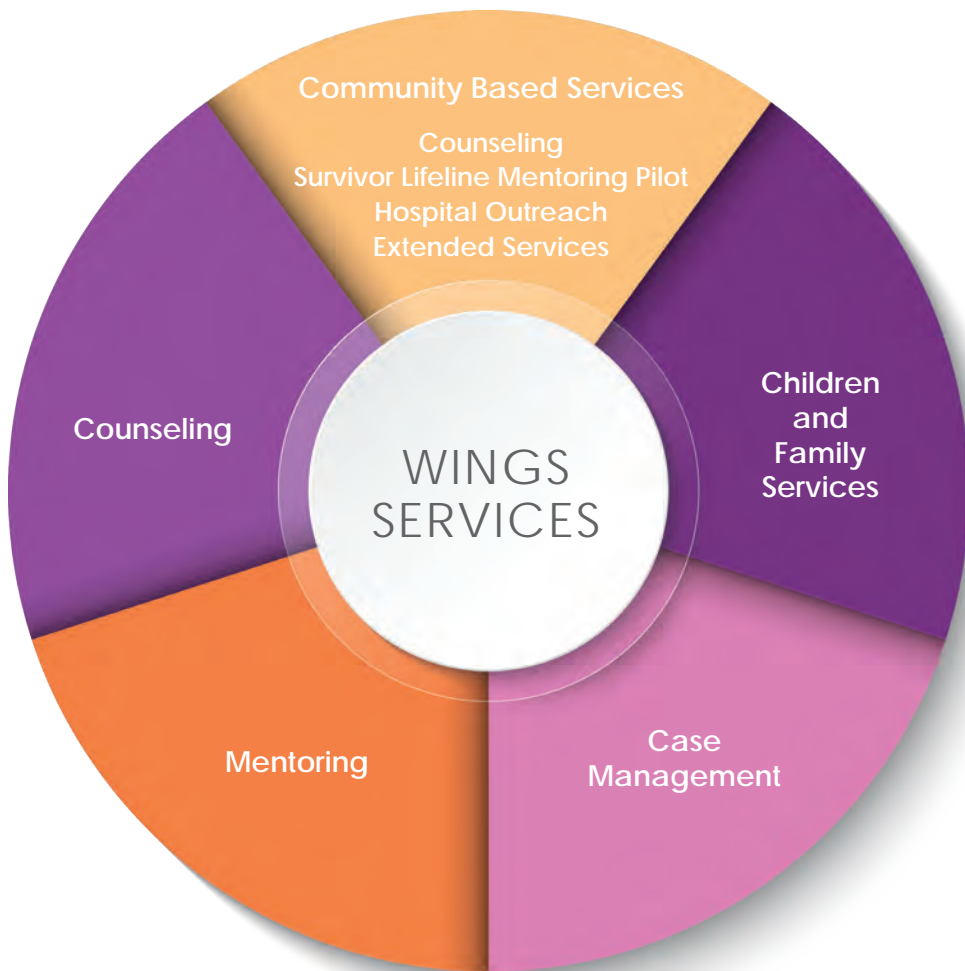 Community Based Services
Counseling
Survivor Lifeline Mentoring Pilot
Hospital Outreach
Extended Services
Children
and
Family
Services
Counseling
WINGS
SERVICES
Case
Management
Mentoring